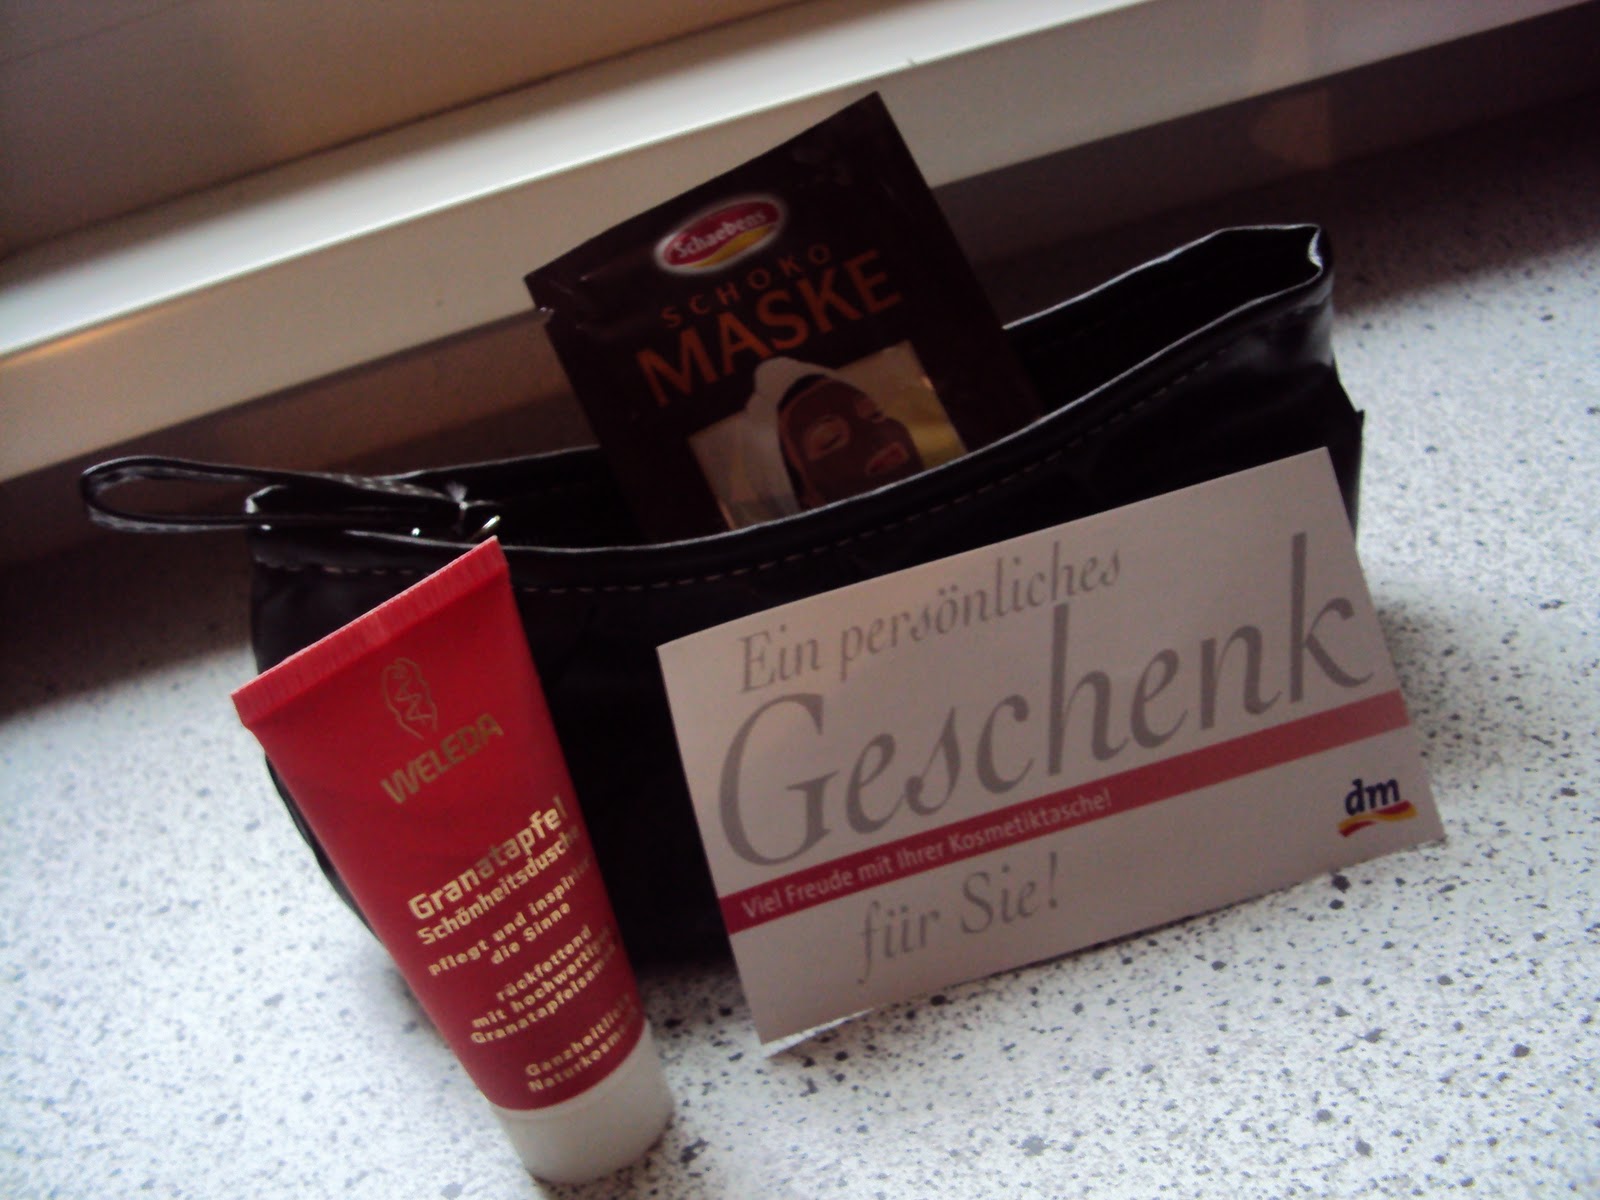 Schaebens
SCHOKO
MASKE
WELEDA
Granatapfel
Schönheitsdusche
pflegt und inspiriert
die Sinne
rückfettend
mit hochwertigem
Granatapfelsamenöl
Ganzheitliche
Ein persönliches
Geschenk
Viel Freude mit Ihrer Kosmetiktasche!
für Sie!
dm